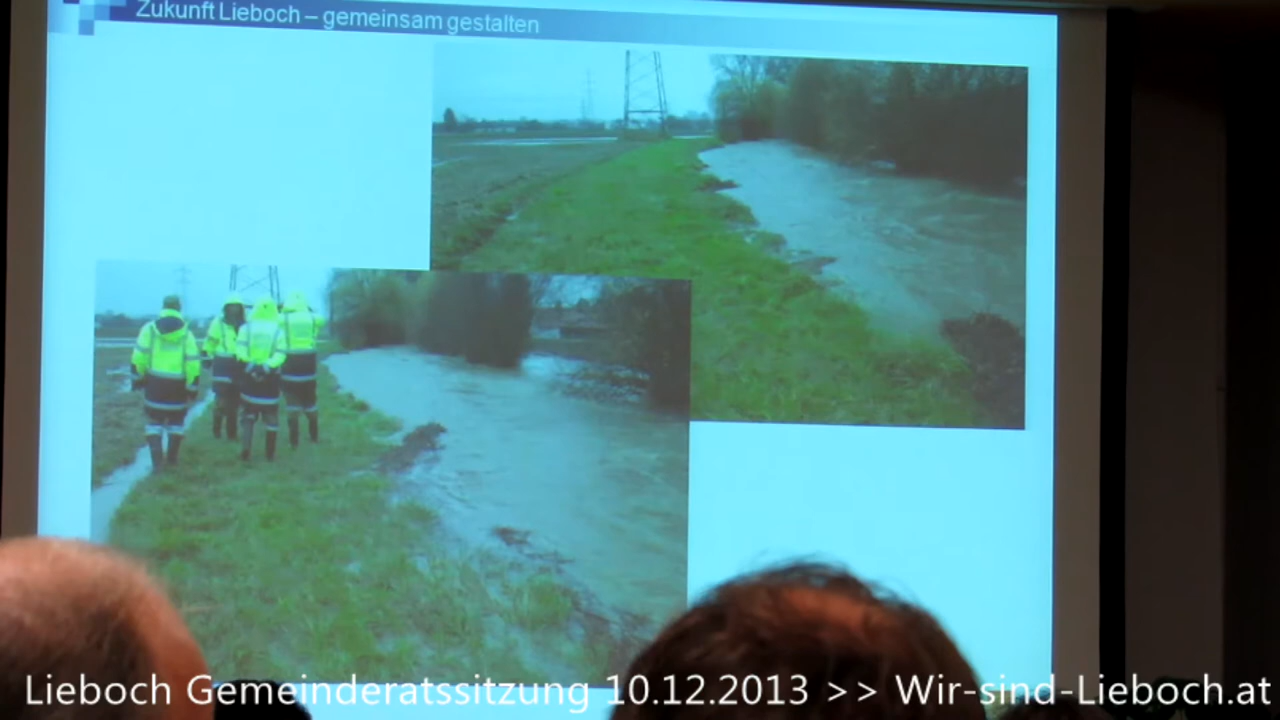 Zukunft Lieboch – gemeinsam gestalten
Lieboch Gemeinderatssitzung 10.12.2013 >> Wir-sind-Lieboch.at